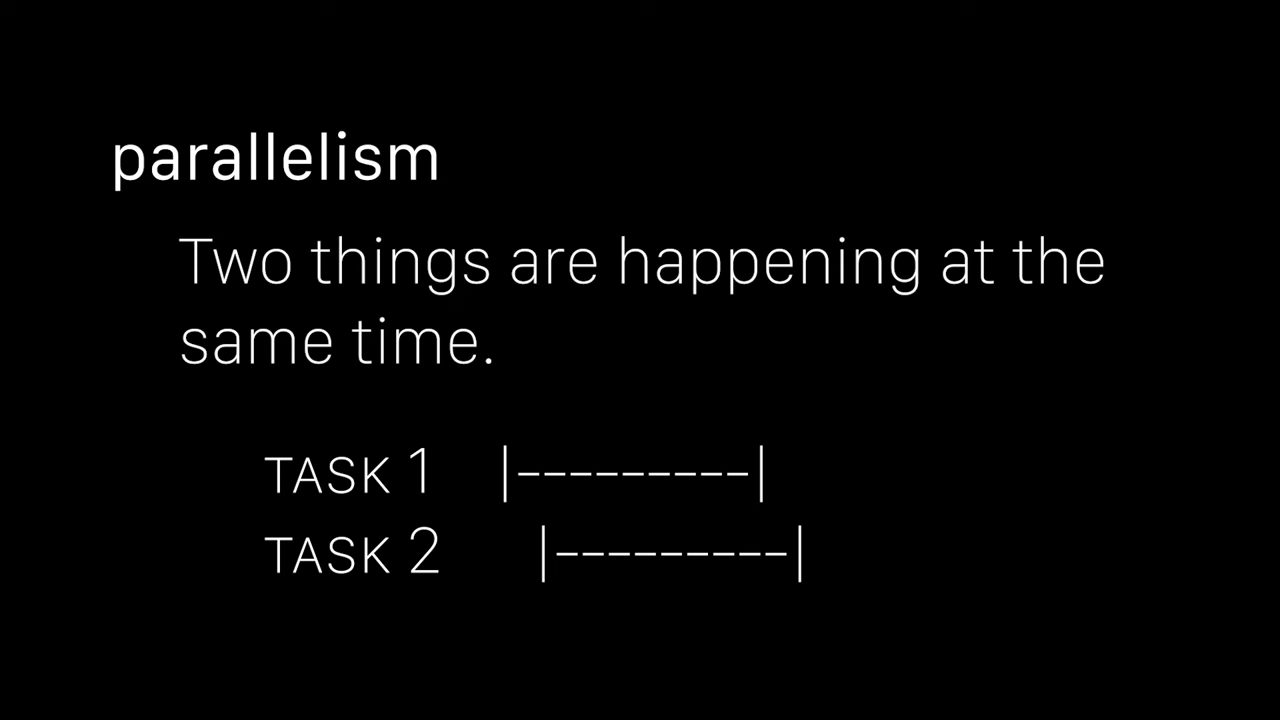 parallelism
Two things are happening at the
same time.
TASK 1 |---------|
TASK 2 |---------|